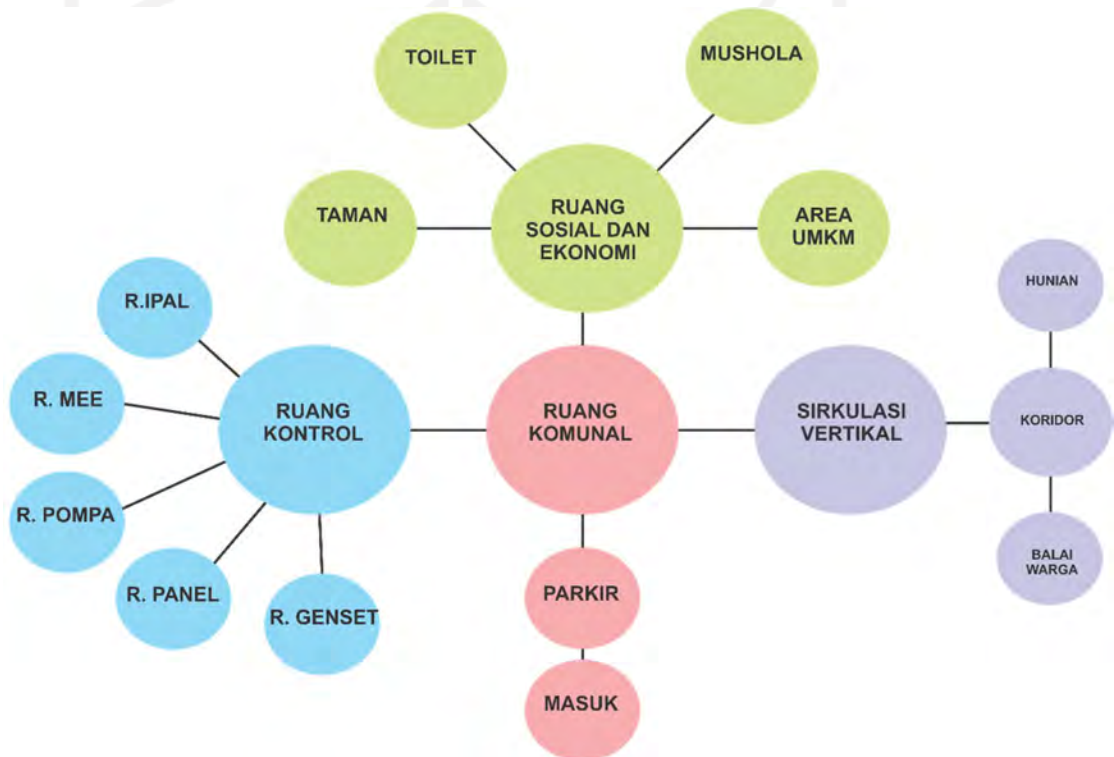 TOILET
MUSHOLA
TAMAN
RUANG
SOSIAL DAN
EKONOMI
AREA
UMKM
R.IPAL
HUNIAN
R. MEE
RUANG
KONTROL
RUANG
KOMUNAL
SIRKULASI
VERTIKAL
KORIDOR
R. POMPA
R. PANEL
R. GENSET
PARKIR
BALAI
WARGA
MASUK